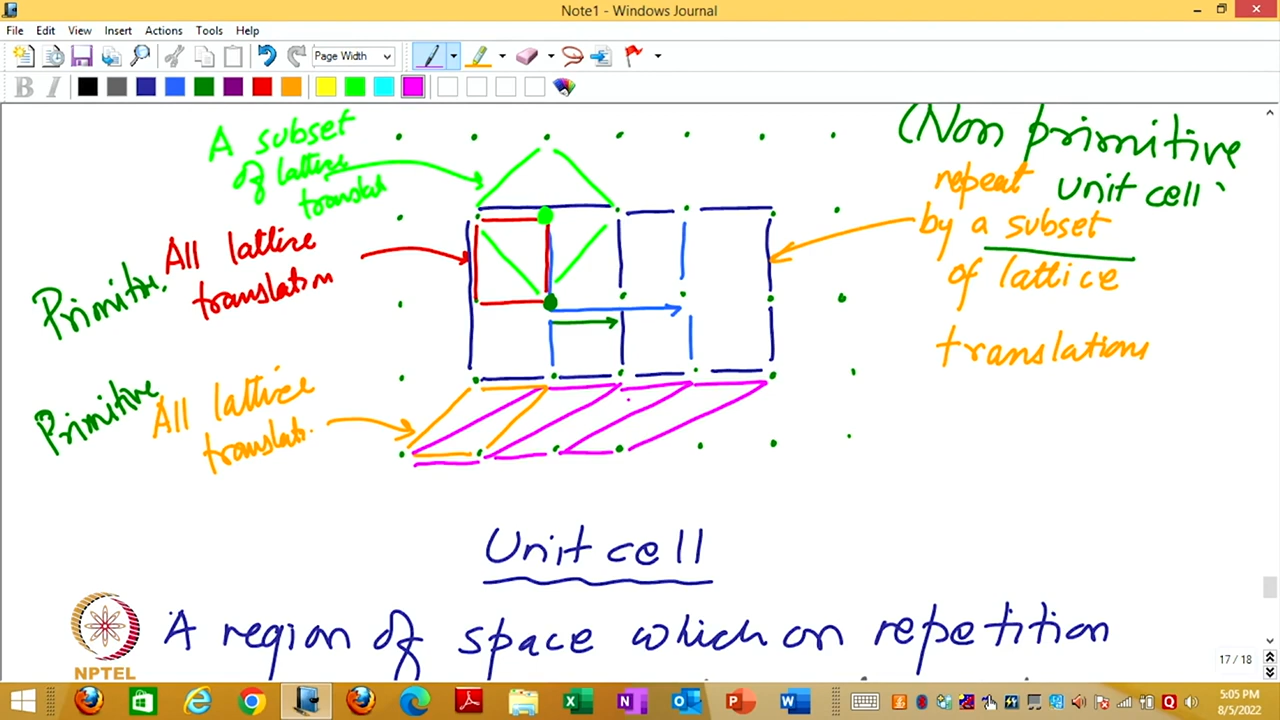 Note1 - Windows Journal
File Edit View Insert Actions Tools Help
Page Width
B I
A subset
of lattice
translat
(Non primitive
unit cell
repeat
by a subset
of lattice
translations
Primitive
All lattice
translation
Primitive
All lattice
translati.
Unit cell
A region of space which on repetition
NPTEL
17 / 18
5:05 PM
8/5/2022